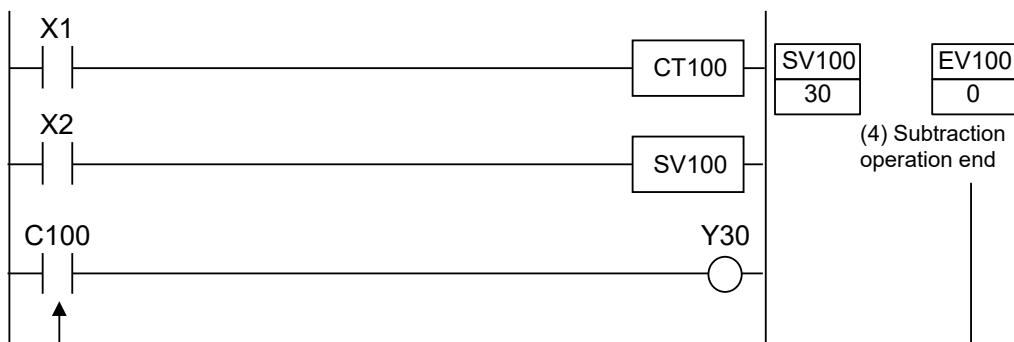 X1
CT100
SV100
30
EV100
0
X2
SV100
(4) Subtraction
operation end
C100
Y30